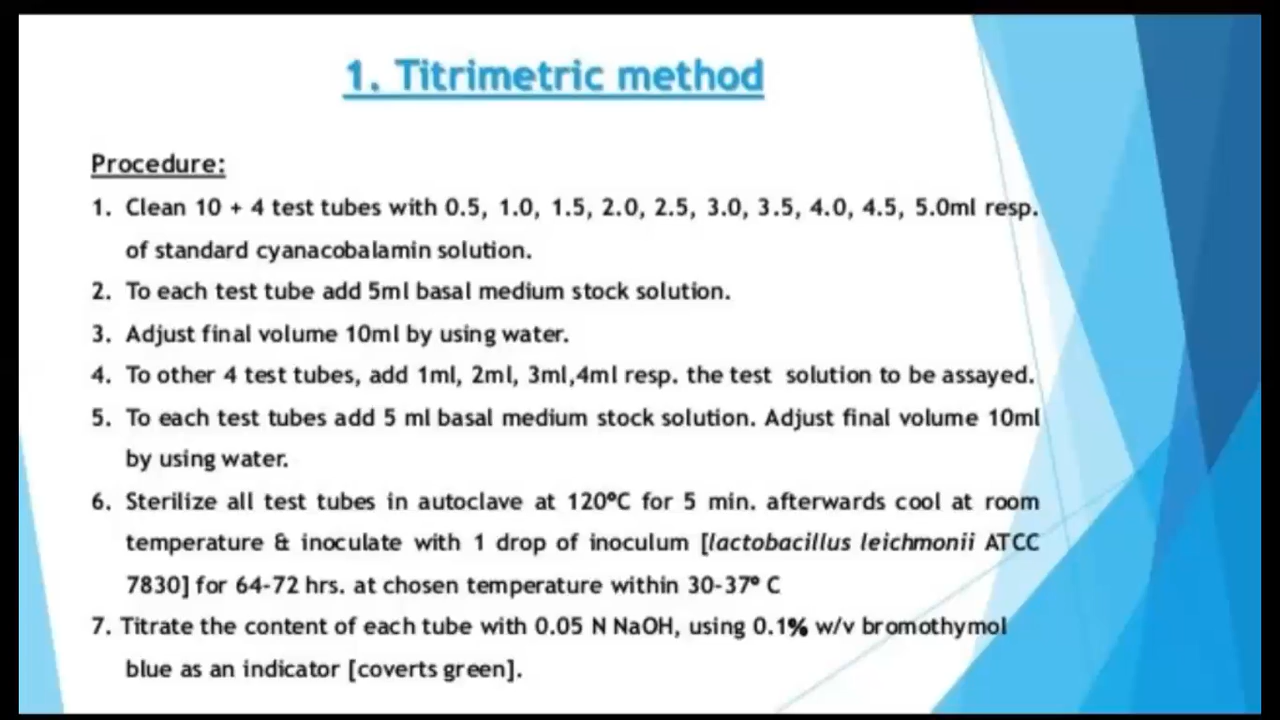 1. Titrimetric method
Procedure:
1. Clean 10 + 4 test tubes with 0.5, 1.0, 1.5, 2.0, 2.5, 3.0, 3.5, 4.0, 4.5, 5.0ml resp.
of standard cyanacobalamin solution.
2. To each test tube add 5ml basal medium stock solution.
3. Adjust final volume 10ml by using water.
4. To other 4 test tubes, add 1ml, 2ml, 3ml,4ml resp. the test solution to be assayed.
5. To each test tubes add 5 ml basal medium stock solution. Adjust final volume 10ml
by using water.
6. Sterilize all test tubes in autoclave at 120°C for 5 min. afterwards cool at room
temperature & inoculate with 1 drop of inoculum [lactobacillus leichmonii ATCC
7830] for 64-72 hrs. at chosen temperature within 30-37° C
7. Titrate the content of each tube with 0.05 N NaOH, using 0.1% w/v bromothymol
blue as an indicator [coverts green].